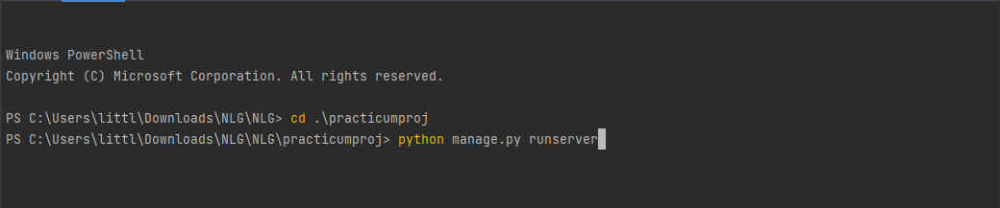 Windows PowerShell
Copyright (C) Microsoft Corporation. All rights reserved.
PS C:\Users\littl\Downloads\NLG\NLG> cd .\practicumproj
PS C:\Users\littl\Downloads\NLG\NLG\practicumproj> python manage.py runserver